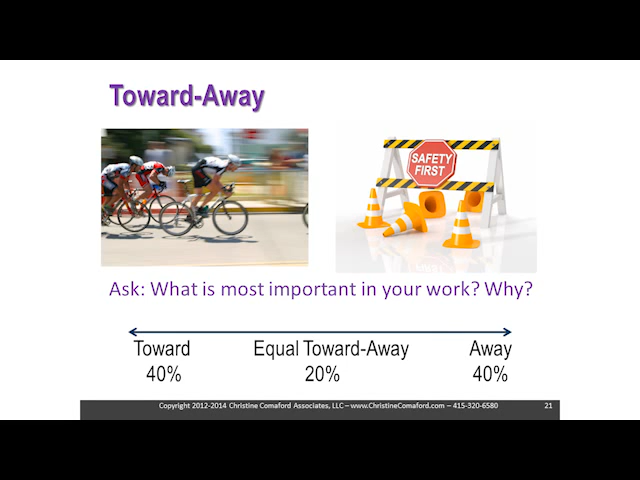 Toward-Away
SAFETY
FIRST
Ask: What is most important in your work? Why?
Toward
Equal Toward-Away
Away
40%
20%
40%
Copyright 2012-2014 Christine Comaford Associates, LLC – www.ChristineComaford.com – 415-320-6580
21